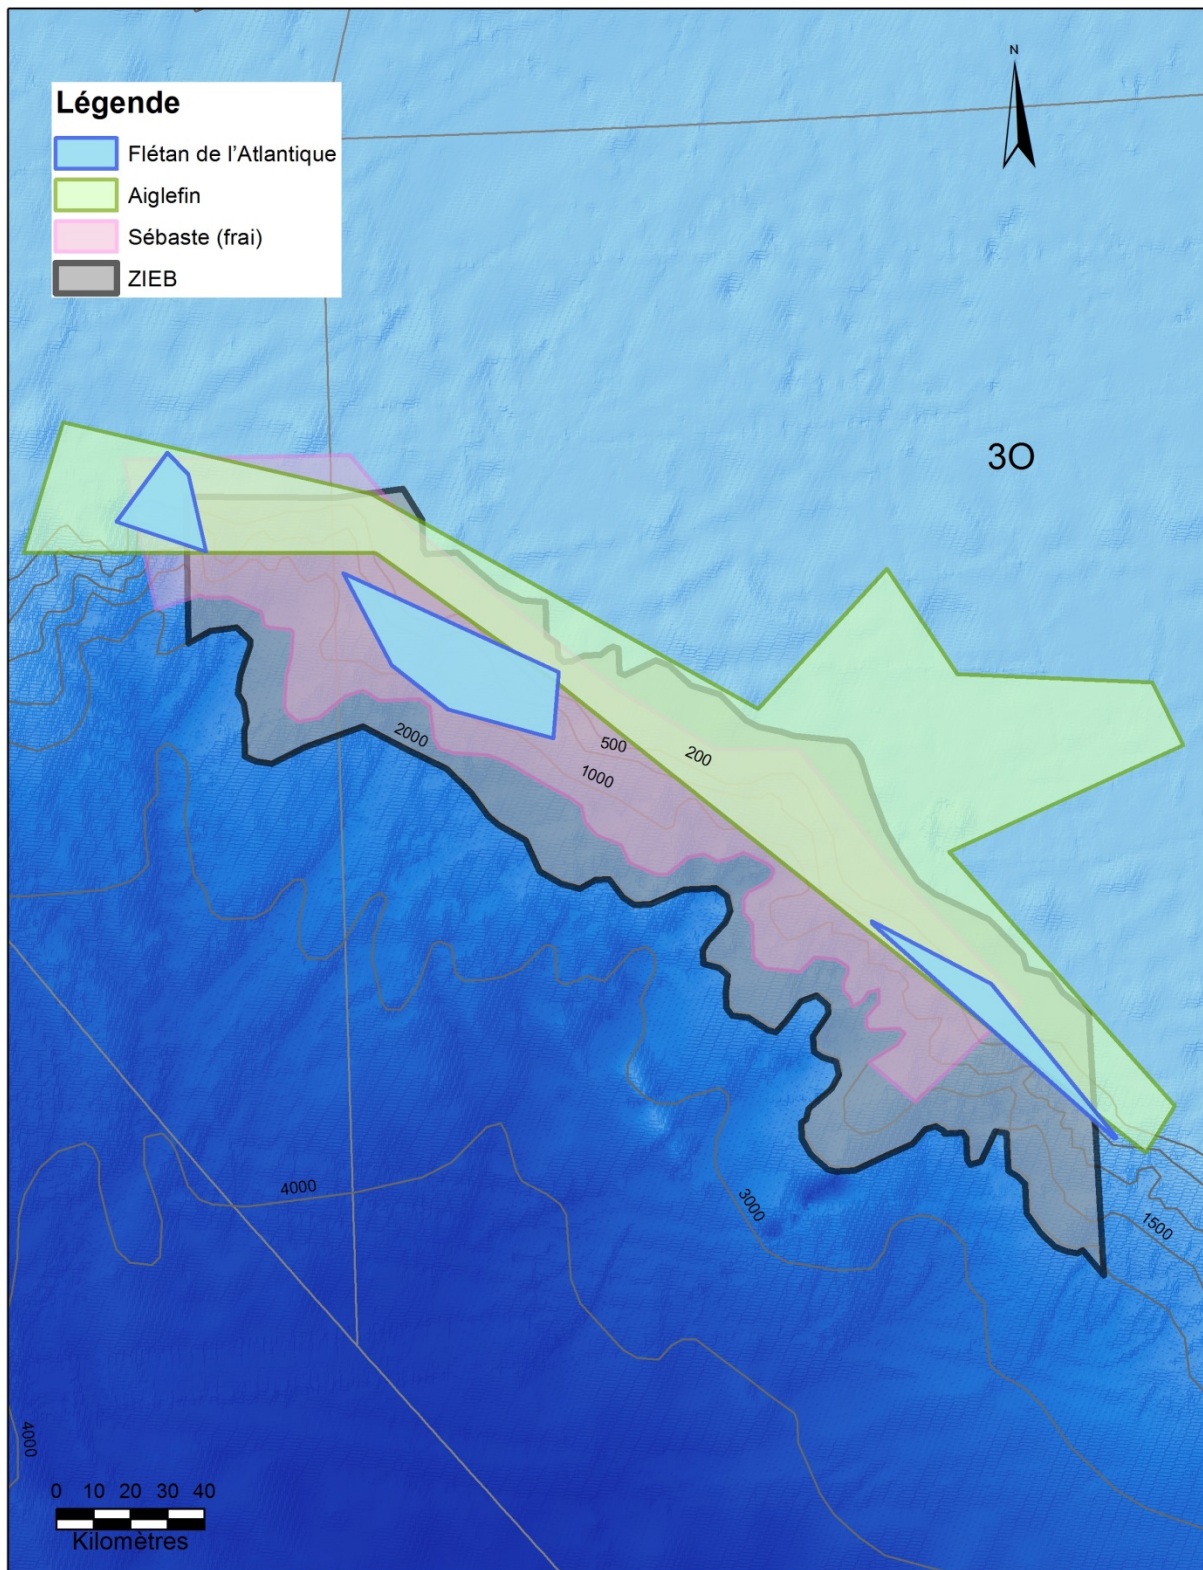 N
Légende
Flétan de l'Atlantique
Aiglefin
Sébaste (frai)
ZIEB
3O
2000
500
200
1000
4000
3000
1500
4000
0 10 20 30 40
Kilomètres